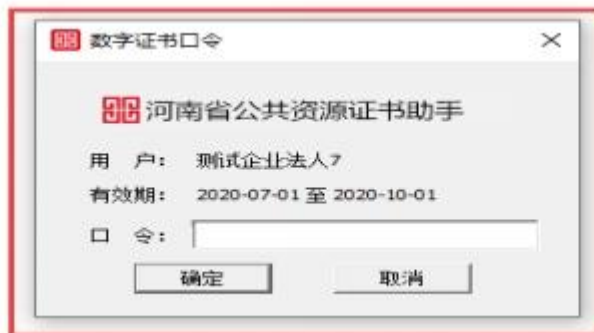 数字证书口令
河南省公共资源证书助手
用 户： 测试企业法人7
有效期： 2020-07-01 至 2020-10-01
口 令：
确定 取消